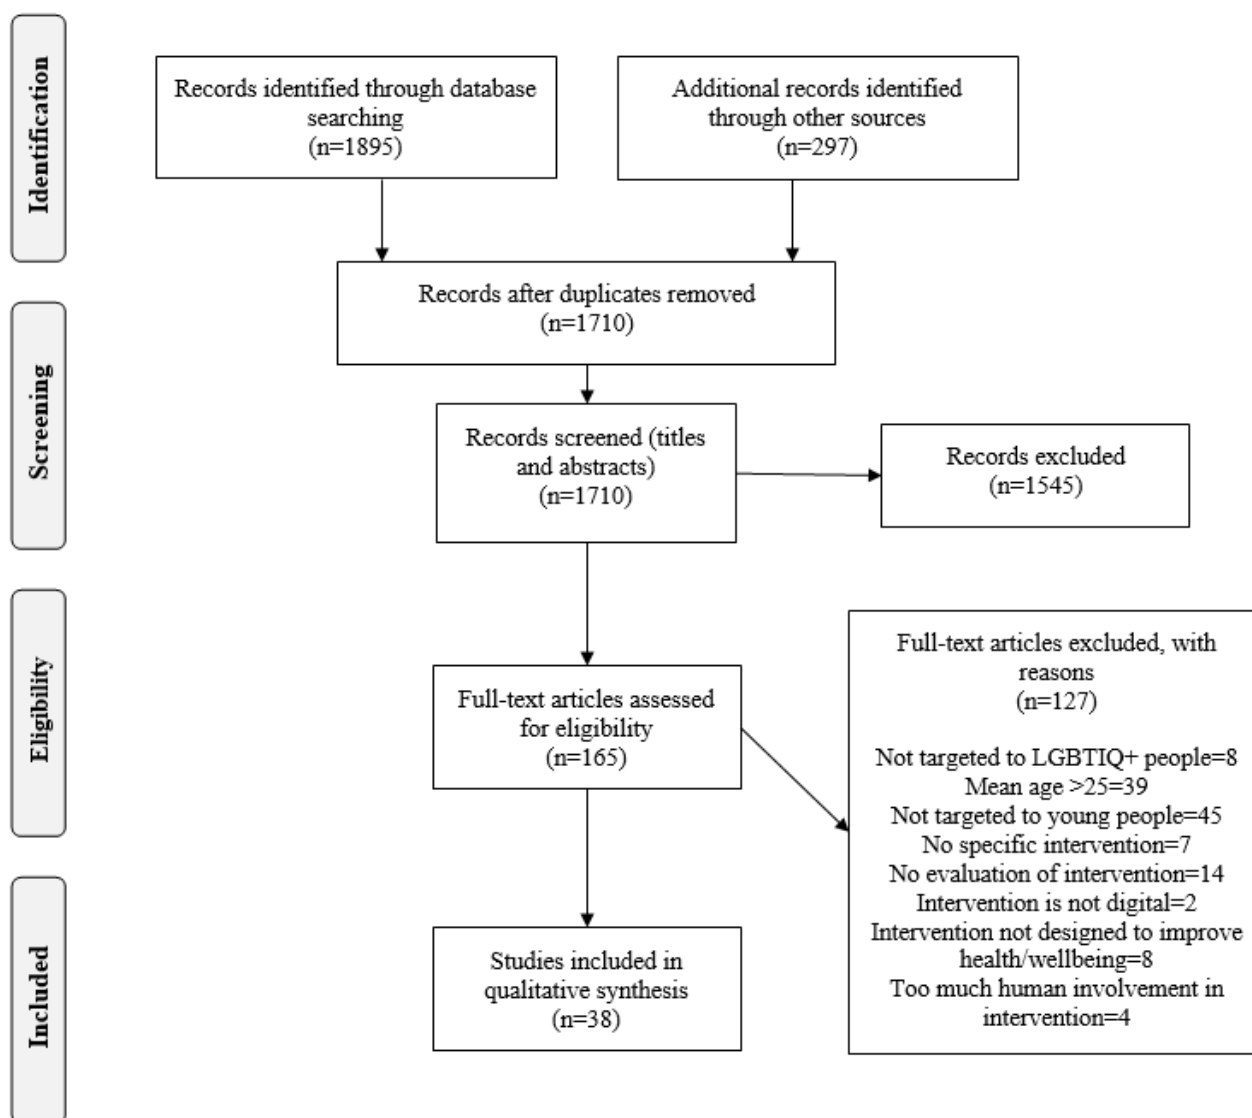 Identification
Records identified through database
searching
(n=1895)
Additional records identified
through other sources
(n=297)
Records after duplicates removed
(n=1710)
Screening
Records screened (titles
and abstracts)
(n=1710)
Records excluded
(n=1545)
Eligibility
Full-text articles assessed
for eligibility
(n=165)
Full-text articles excluded, with
reasons
(n=127)
Not targeted to LGBTIQ+ people=8
Mean age >25=39
Not targeted to young people=45
No specific intervention=7
No evaluation of intervention=14
Intervention is not digital=2
Intervention not designed to improve
health/wellbeing=8
Too much human involvement in
intervention=4
Included
Studies included in
qualitative synthesis
(n=38)